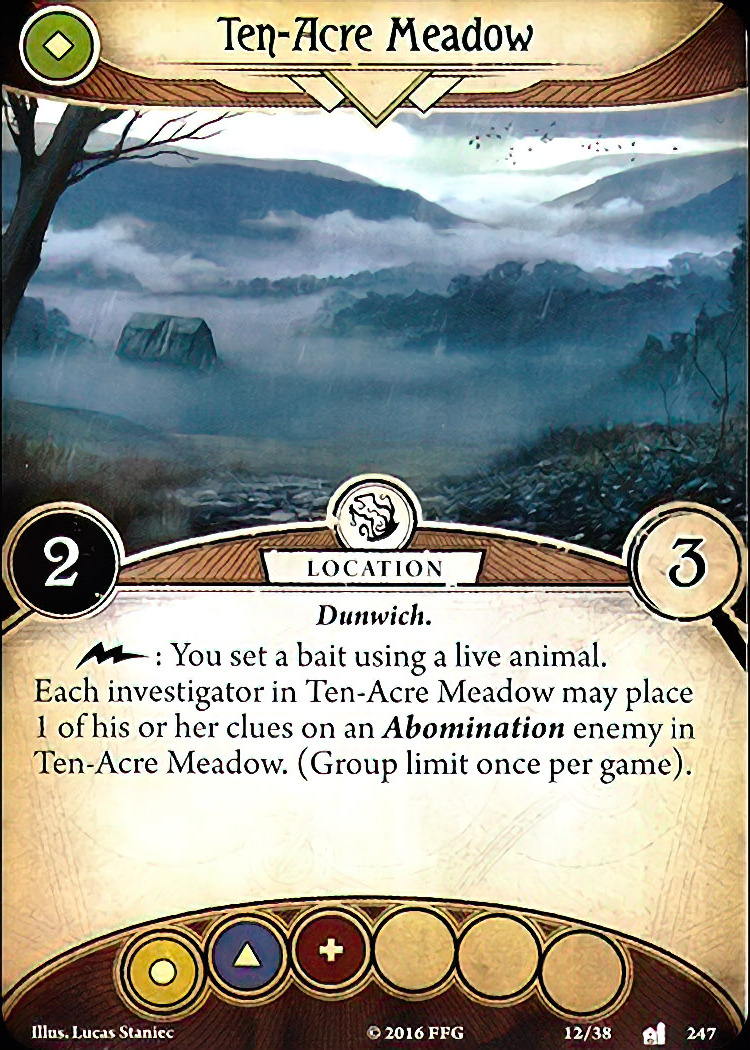 Ten-Acre Meadow
2
3
LOCATION
Dunwich.
: You set a bait using a live animal.
Each investigator in Ten-Acre Meadow may place
1 of his or her clues on an Abomination enemy in
Ten-Acre Meadow. (Group limit once per game).
Illus. Lucas Staniec © 2016 FFG 12/38 247